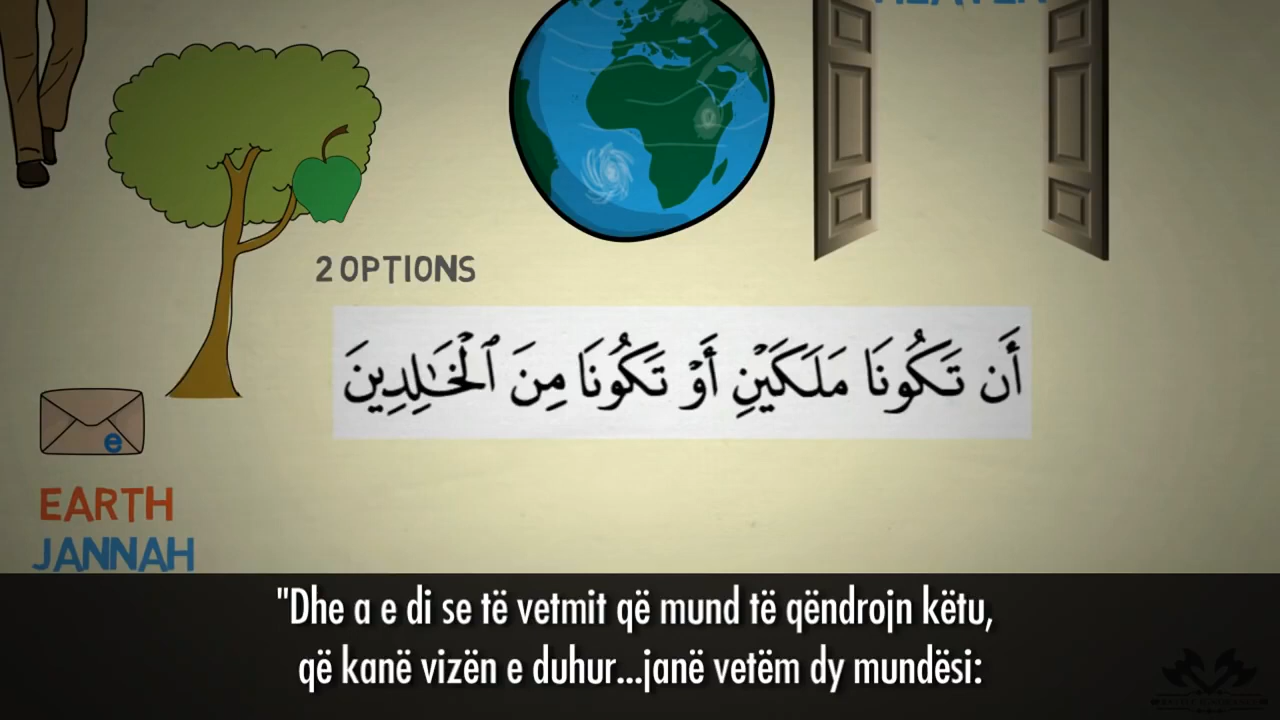 2 OPTIONS
أَن تَكُونَا مَلَكَيْنِ أَوْ تَكُونَا مِنَ ٱلْخَٰلِدِينَ
e
EARTH
JANNAH
"Dhe a e di se të vetmit që mund të qëndrojn këtu,
që kanë vizën e duhur...janë vetëm dy mundësi: